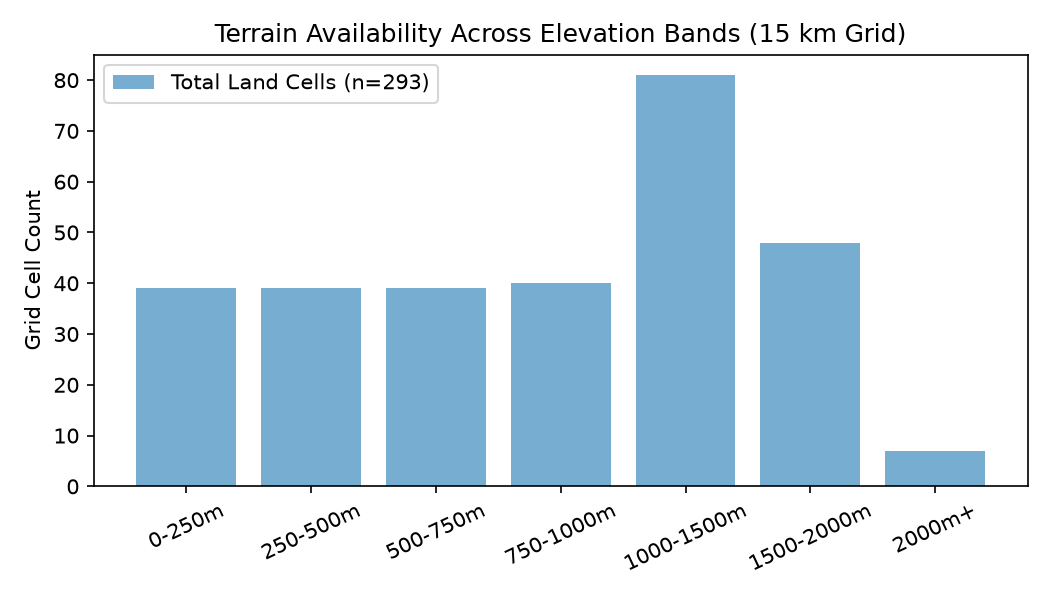 Terrain Availability Across Elevation Bands (15 km Grid)
Total Land Cells (n=293)
Grid Cell Count
80
70
60
50
40
30
20
10
0
0-250m
250-500m
500-750m
750-1000m
1000-1500m
1500-2000m
2000m+